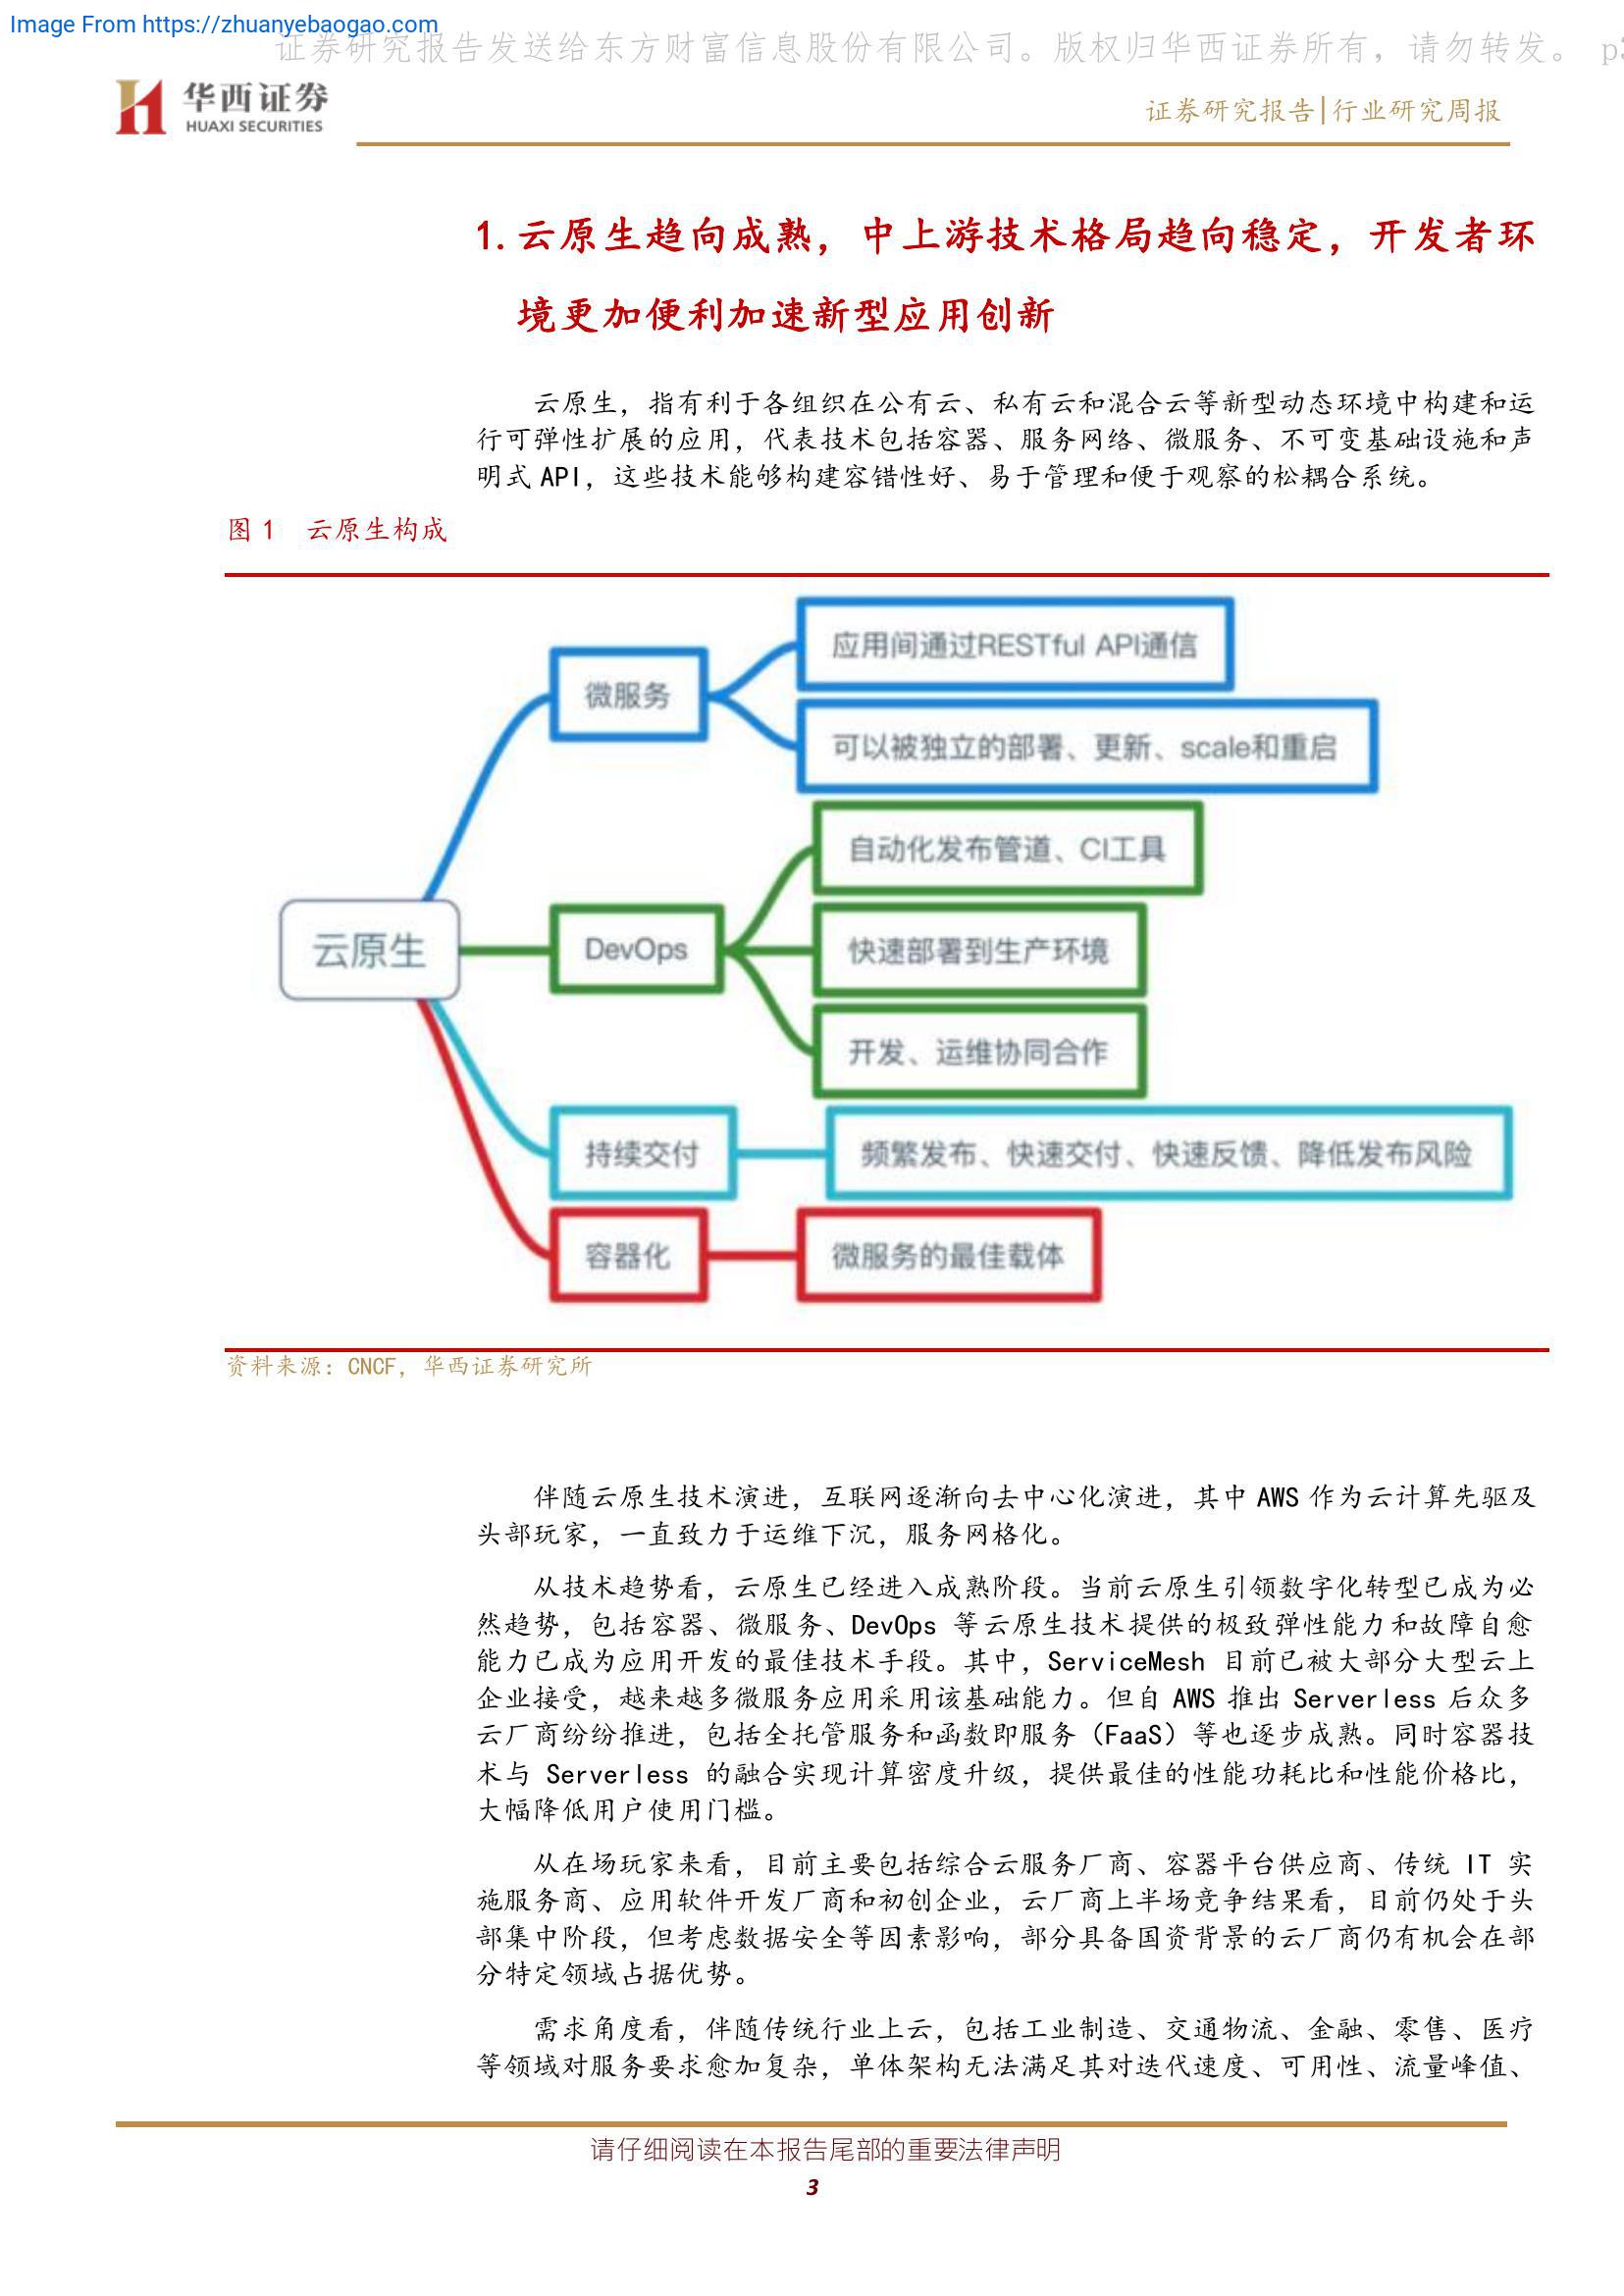 Image From https://zhuanyebaogao.com
证券研究报告发送给东方财富信息股份有限公司。版权归华西证券所有，请勿转发。 p3
华西证券
HUAXI SECURITIES
证券研究报告|行业研究周报
1. 云原生趋向成熟，中上游技术格局趋向稳定，开发者环
境更加便利加速新型应用创新
云原生，指有利于各组织在公有云、私有云和混合云等新型动态环境中构建和运
行可弹性扩展的应用，代表技术包括容器、服务网络、微服务、不可变基础设施和声
明式 API，这些技术能够构建容错性好、易于管理和便于观察的松耦合系统。
图 1 云原生构成
云原生
微服务
应用间通过RESTful API通信
可以被独立的部署、更新、scale和重启
DevOps
自动化发布管道、CI工具
快速部署到生产环境
开发、运维协同合作
持续交付
频繁发布、快速交付、快速反馈、降低发布风险
容器化
微服务的最佳载体
资料来源：CNCF，华西证券研究所
伴随云原生技术演进，互联网逐渐向去中心化演进，其中 AWS 作为云计算先驱及
头部玩家，一直致力于运维下沉，服务网格化。
从技术趋势看，云原生已经进入成熟阶段。当前云原生引领数字化转型已成为必
然趋势，包括容器、微服务、DevOps 等云原生技术提供的极致弹性能力和故障自愈
能力已成为应用开发的最佳技术手段。其中，ServiceMesh 目前已被大部分大型云上
企业接受，越来越多微服务应用采用该基础能力。但自 AWS 推出 Serverless 后众多
云厂商纷纷推进，包括全托管服务和函数即服务（FaaS）等也逐步成熟。同时容器技
术与 Serverless 的融合实现计算密度升级，提供最佳的性能功耗比和性能价格比，
大幅降低用户使用门槛。
从在场玩家来看，目前主要包括综合云服务厂商、容器平台供应商、传统 IT 实
施服务商、应用软件开发厂商和初创企业，云厂商上半场竞争结果看，目前仍处于头
部集中阶段，但考虑数据安全等因素影响，部分具备国资背景的云厂商仍有机会在部
分特定领域占据优势。
需求角度看，伴随传统行业上云，包括工业制造、交通物流、金融、零售、医疗
等领域对服务要求愈加复杂，单体架构无法满足其对迭代速度、可用性、流量峰值、
请仔细阅读在本报告尾部的重要法律声明
3